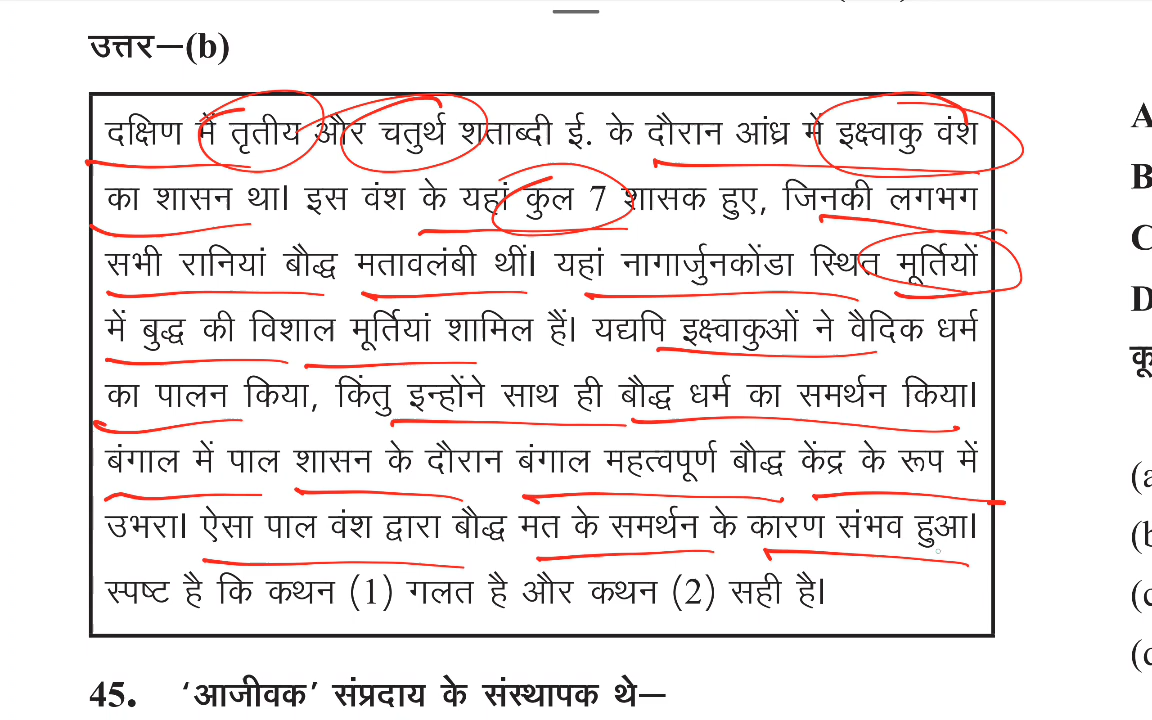 उत्तर—(b)
दक्षिण में तृतीय और चतुर्थ शताब्दी ई. के दौरान आंध्र में इक्ष्वाकु वंश
का शासन था। इस वंश के यहां कुल 7 शासक हुए, जिनकी लगभग
सभी रानियां बौद्ध मतावलंबी थीं। यहां नागार्जुनकोंडा स्थित मूर्तियों
में बुद्ध की विशाल मूर्तियां शामिल हैं। यद्यपि इक्ष्वाकुओं ने वैदिक धर्म
का पालन किया, किंतु इन्होंने साथ ही बौद्ध धर्म का समर्थन किया।
बंगाल में पाल शासन के दौरान बंगाल महत्वपूर्ण बौद्ध केंद्र के रूप में
उभरा। ऐसा पाल वंश द्वारा बौद्ध मत के समर्थन के कारण संभव हुआ।
स्पष्ट है कि कथन (1) गलत है और कथन (2) सही है।
45. ‘आजीवक’ संप्रदाय के संस्थापक थे—
A
B
C
D